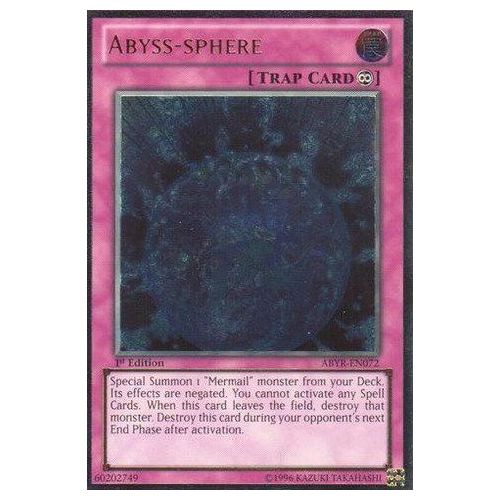 ABYSS-SPHERE
罠
[TRAP CARD]
1st Edition
ABYR-EN072
Special Summon 1 "Mermail" monster from your Deck.
Its effects are negated. You cannot activate any Spell
Cards. When this card leaves the field, destroy that
monster. Destroy this card during your opponent's next
End Phase after activation.
60202749
©1996 KAZUKI TAKAHASHI